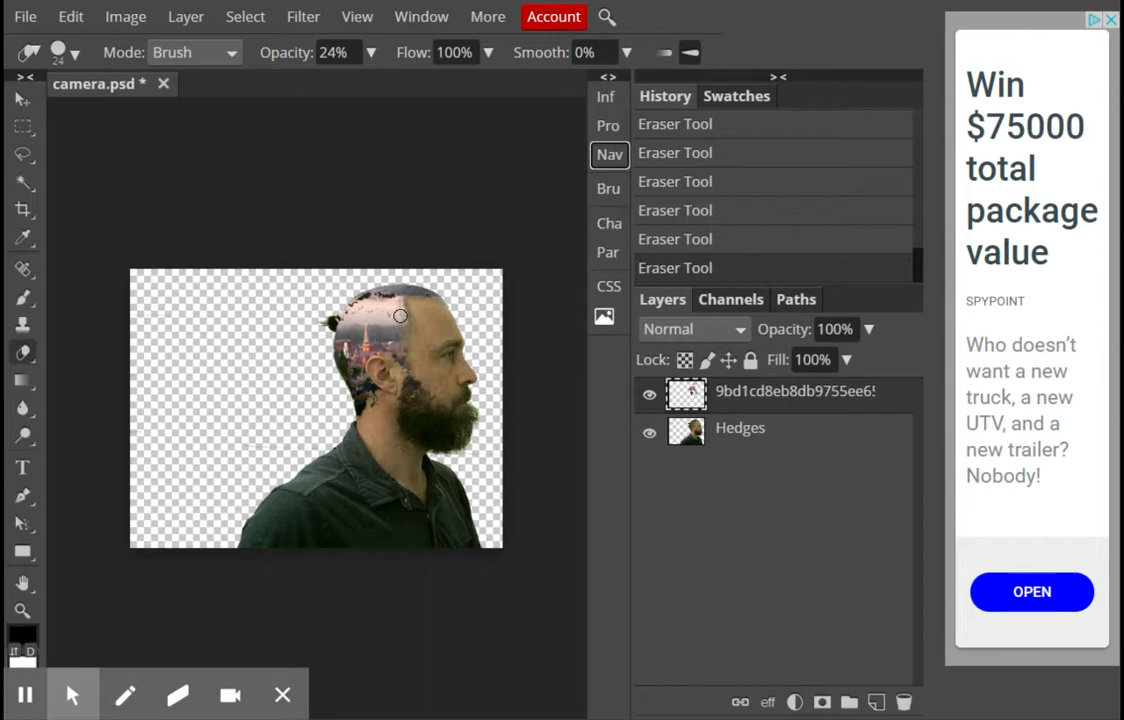 File Edit Image Layer Select Filter View Window More Account
24 Mode: Brush Opacity: 24% Flow: 100% Smooth: 0%
camera.psd *
Inf
Pro
Nav
Bru
Cha
Par
CSS
History Swatches
Eraser Tool
Eraser Tool
Eraser Tool
Eraser Tool
Eraser Tool
Eraser Tool
Layers Channels Paths
Normal Opacity: 100%
Lock: Fill: 100%
9bd1cd8eb8db9755ee6
Hedges
T
D
eff
Win
$75000
total
package
value
SPYPOINT
Who doesn't
want a new
truck, a new
UTV, and a
new trailer?
Nobody!
OPEN